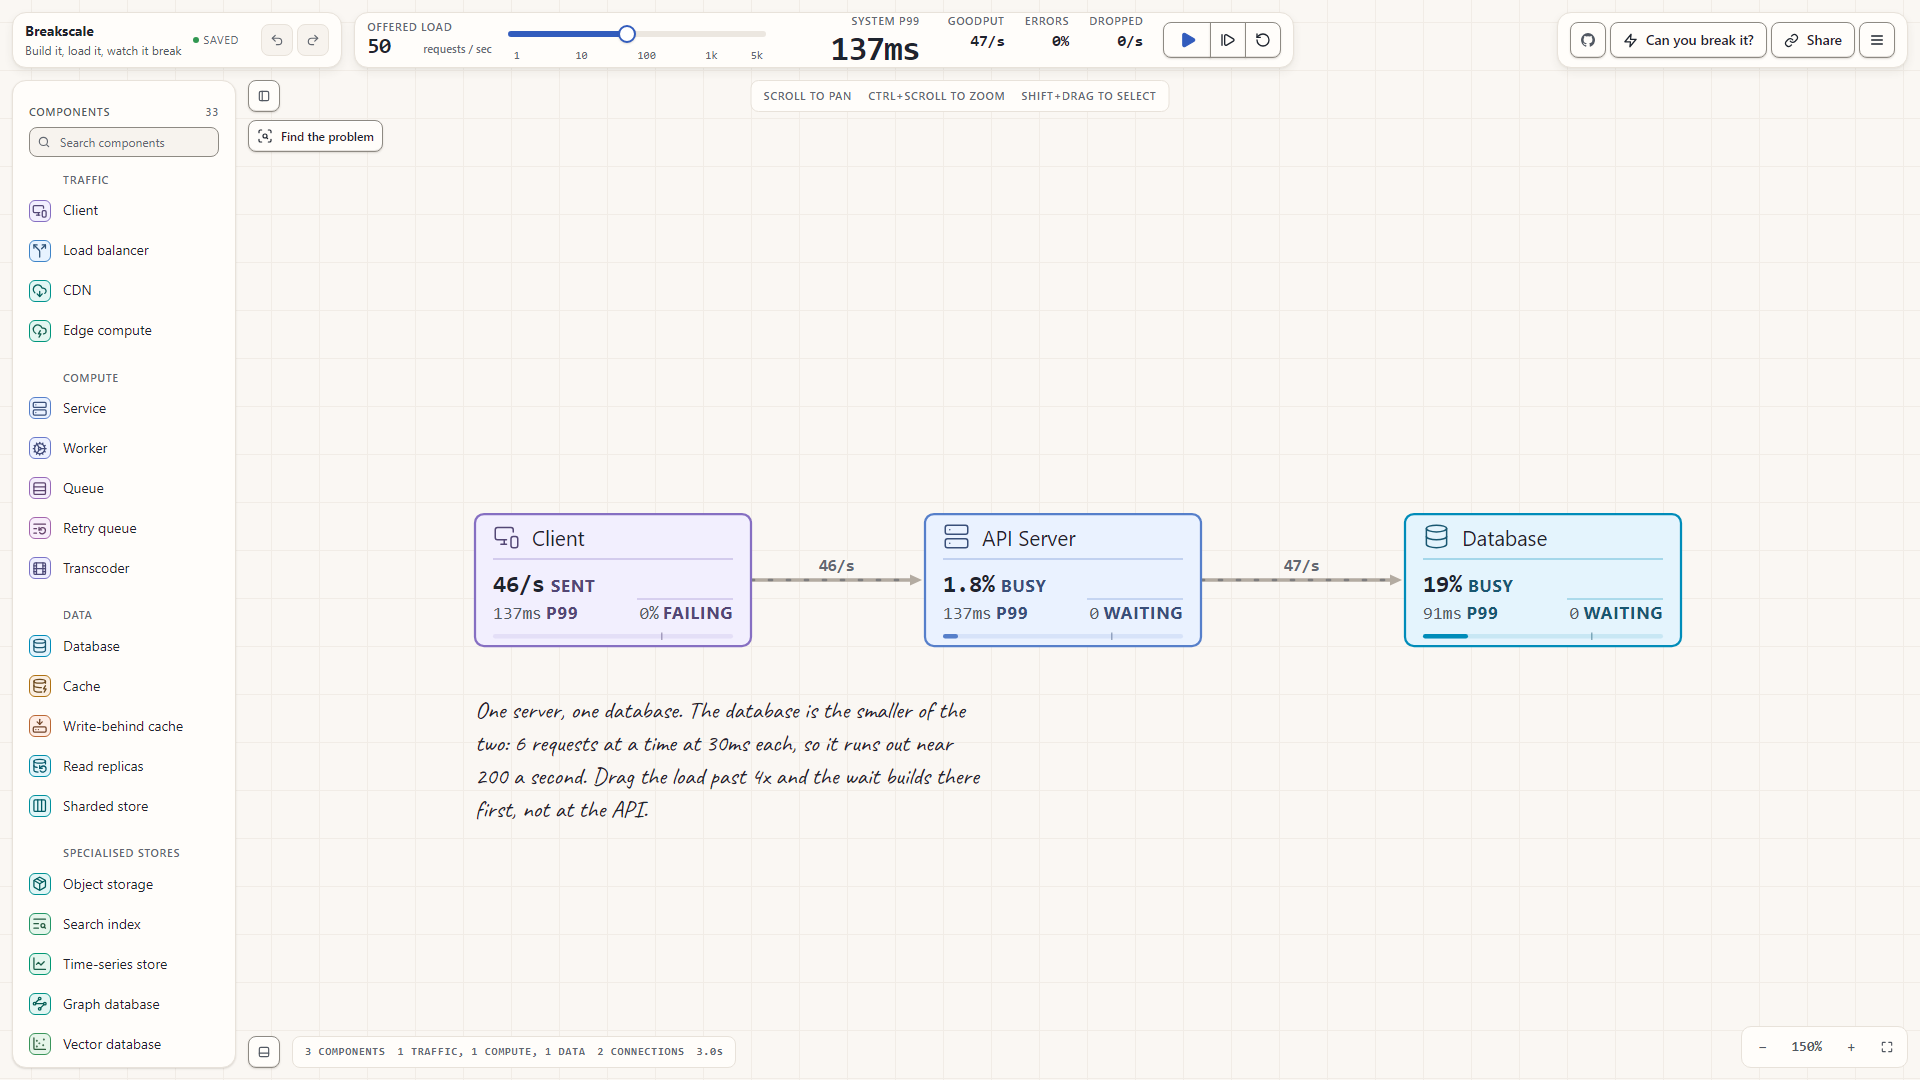 Breakscale
Build it, load it, watch it break
SAVED
OFFERED LOAD
50 requests / sec
1 10 100 1k 5k
SYSTEM P99
137ms
GOODPUT
47/s
ERRORS
0%
DROPPED
0/s
Can you break it?
Share
SCROLL TO PAN CTRL+SCROLL TO ZOOM SHIFT+DRAG TO SELECT
Find the problem
COMPONENTS 33
Search components
TRAFFIC
Client
Load balancer
CDN
Edge compute
COMPUTE
Service
Worker
Queue
Retry queue
Transcoder
DATA
Database
Cache
Write-behind cache
Read replicas
Sharded store
SPECIALISED STORES
Object storage
Search index
Time-series store
Graph database
Vector database
Client
46/s SENT
137ms P99 0% FAILING
46/s
API Server
1.8% BUSY
137ms P99 0 WAITING
47/s
Database
19% BUSY
91ms P99 0 WAITING
One server, one database. The database is the smaller of the
two: 6 requests at a time at 30ms each, so it runs out near
200 a second. Drag the load past 4x and the wait builds there
first, not at the API.
3 COMPONENTS 1 TRAFFIC, 1 COMPUTE, 1 DATA 2 CONNECTIONS 3.0s
− 150% +